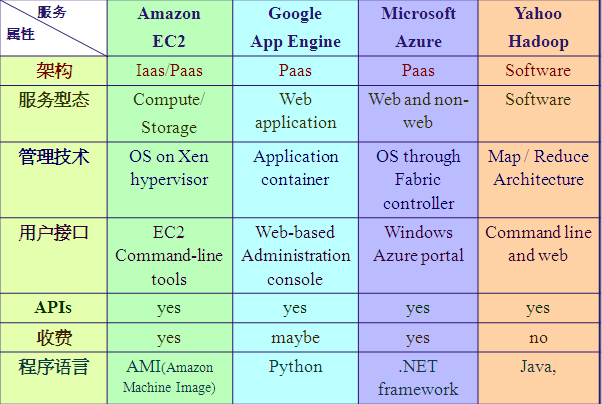 服务
属性
Amazon EC2
Google App Engine
Microsoft Azure
Yahoo Hadoop
架构
Iaas/Paas
Paas
Paas
Software
服务型态
Compute/
Storage
Web application
Web and non-web
Software
管理技术
OS on Xen hypervisor
Application container
OS through Fabric controller
Map / Reduce Architecture
用户接口
EC2 Command-line tools
Web-based Administration console
Windows Azure portal
Command line and web
APIs
yes
yes
yes
yes
收费
yes
maybe
yes
no
程序语言
AMI(Amazon Machine Image)
Python
.NET framework
Java,